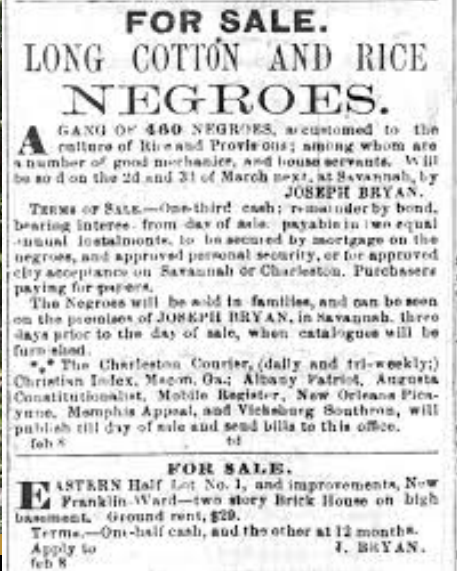 FOR SALE.
LONG COTTON AND RICE
NEGROES.
A GANG OF 460 NEGROES, accustomed to the
culture of Rice and Provisions; among whom are
a number of good mechanics, and house servants. Will
be sold on the 2d and 3d of March next, at Savannah, by
JOSEPH BRYAN.
TERMS OF SALE.—One-third cash; remainder by bond,
bearing interest from day of sale, payable in two equal
annual instalments, to be secured by mortgage on the
negroes, and approved personal security, or for approved
city acceptance on Savannah or Charleston. Purchasers
paying for papers.
The Negroes will be sold in families, and can be seen
on the premises of JOSEPH BRYAN, in Savannah, three
days prior to the day of sale, when catalogues will be
furnished.
*,* The Charleston Courier, (daily and tri-weekly;)
Christian Index, Macon, Ga.; Albany Patriot, Augusta
Constitutionalist, Mobile Register, New Orleans Pica-
yune, Memphis Appeal, and Vicksburg Southron, will
publish till day of sale and send bills to this office.
feb 8 td
FOR SALE.
EASTERN Half Lot No. 1, and improvements, New
Franklin Ward—two story Brick House on high
basement. Ground rent, $29.
Terms.—One-half cash, and the other at 12 months.
Apply to J. BRYAN.
feb 8